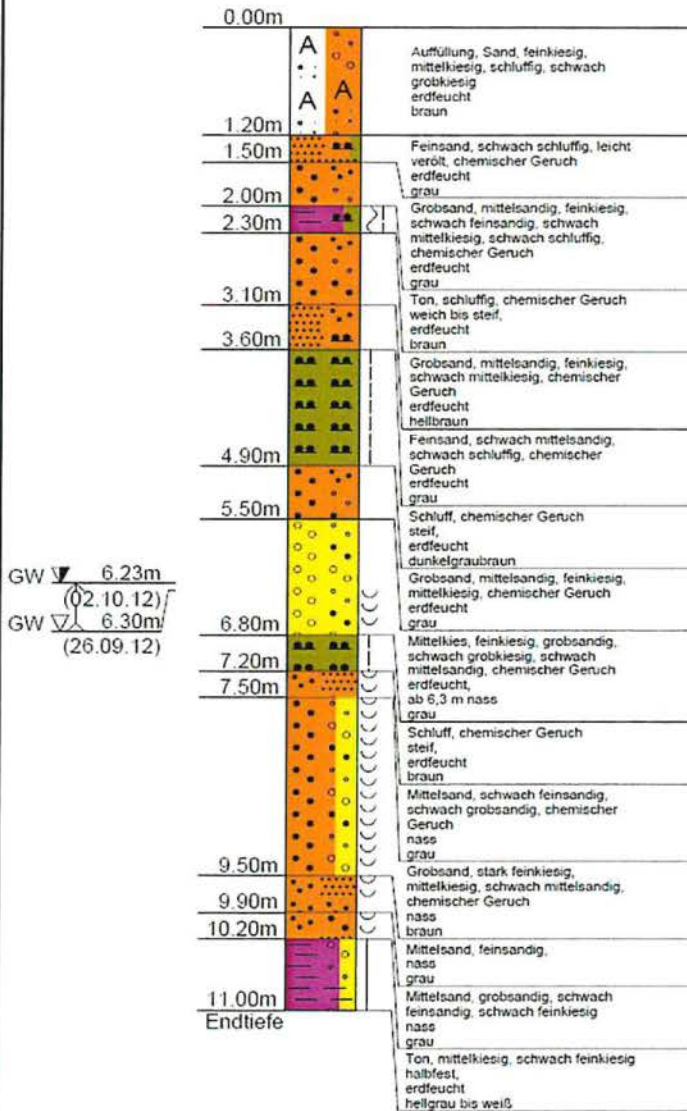 0.00m
A
A
A
Auffüllung, Sand, feinkiesig,
mittelkiesig, schluffig, schwach
grobkiesig
erdfeucht
braun
1.20m
1.50m
Feinsand, schwach schluffig, leicht
verölt, chemischer Geruch
erdfeucht
grau
2.00m
2.30m
Grobsand, mittelsandig, feinkiesig,
schwach feinsandig, schwach
mittelkiesig, schwach schluffig,
chemischer Geruch
erdfeucht
grau
3.10m
Ton, schluffig, chemischer Geruch
weich bis steif,
erdfeucht
braun
3.60m
Grobsand, mittelsandig, feinkiesig,
schwach mittelkiesig, chemischer
Geruch
erdfeucht
hellbraun
4.90m
Feinsand, schwach mittelsandig,
schwach schluffig, chemischer
Geruch
erdfeucht
grau
5.50m
Schluff, chemischer Geruch
steif,
erdfeucht
dunkelgraubraun
GW 6.23m
(02.10.12)
GW 6.30m
(26.09.12)
Grobsand, mittelsandig, feinkiesig,
mittelkiesig, chemischer Geruch
erdfeucht
grau
6.80m
7.20m
7.50m
Mittelkies, feinkiesig, grobsandig,
schwach grobkiesig, schwach
mittelsandig, chemischer Geruch
erdfeucht,
ab 6,3 m nass
grau
Schluff, chemischer Geruch
steif,
erdfeucht
braun
Mittelsand, schwach feinsandig,
schwach grobsandig, chemischer
Geruch
nass
grau
9.50m
9.90m
10.20m
Grobsand, stark feinkiesig,
mittelkiesig, schwach mittelsandig,
chemischer Geruch
nass
braun
Mittelsand, feinsandig,
nass
grau
11.00m
Endtiefe
Mittelsand, grobsandig, schwach
feinsandig, schwach feinkiesig
nass
grau
Ton, mittelkiesig, schwach feinkiesig
halbfest,
erdfeucht
hellgrau bis weiß